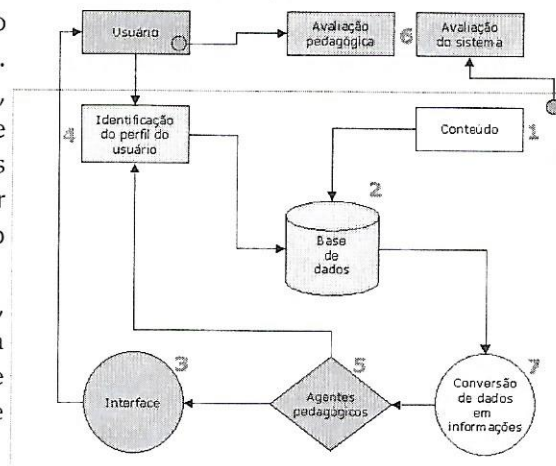 Usuário
Avaliação
pedagógica
6
Avaliação
do sistema
4
Identificação
do perfil do
usuário
Conteúdo
1
2
Base
de
dados
3
Interface
5
Agentes
pedagógicos
7
Conversão
de dados
em
informações